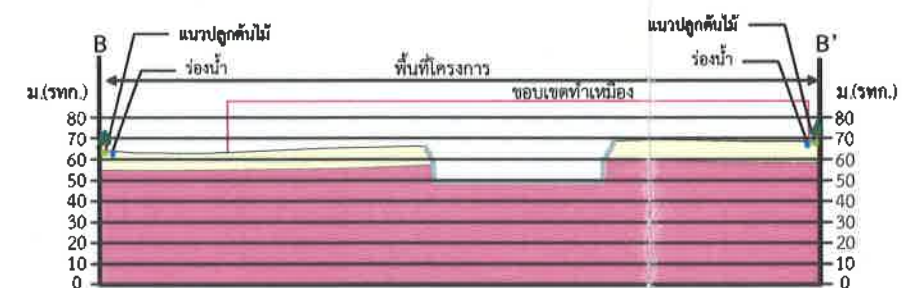 แนวปลูกต้นไม้ แนวปลูกต้นไม้
B B'
ร่องน้ำ พื้นที่โครงการ ร่องน้ำ
ม.(รทก.) ขอบเขตทำเหมือง ม.(รทก.)
80 80
70 70
60 60
50 50
40 40
30 30
20 20
10 10
0 0